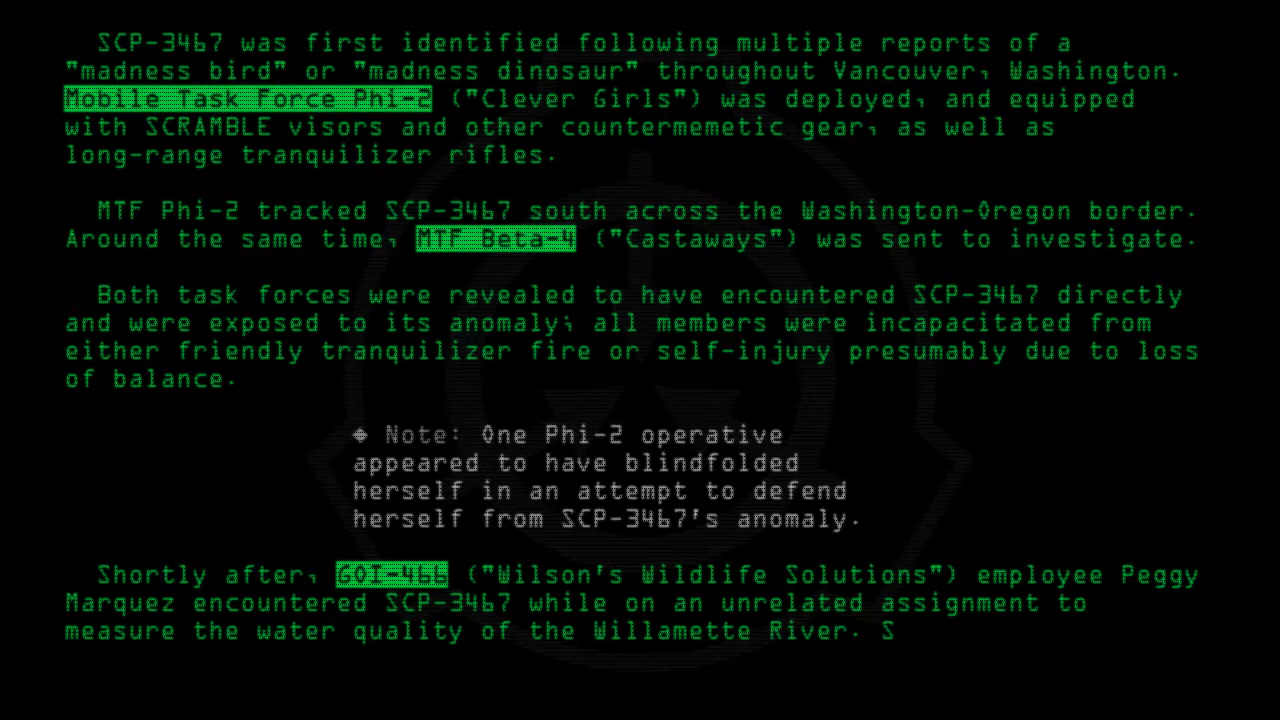 SCP-3467 was first identified following multiple reports of a
"madness bird" or "madness dinosaur" throughout Vancouver, Washington.
Mobile Task Force Phi-2 ("Clever Girls") was deployed, and equipped
with SCRAMBLE visors and other countermemetic gear, as well as
long-range tranquilizer rifles.
MTF Phi-2 tracked SCP-3467 south across the Washington-Oregon border.
Around the same time, MTF Beta-4 ("Castaways") was sent to investigate.
Both task forces were revealed to have encountered SCP-3467 directly
and were exposed to its anomaly; all members were incapacitated from
either friendly tranquilizer fire or self-injury presumably due to loss
of balance.
◆ Note: One Phi-2 operative
appeared to have blindfolded
herself in an attempt to defend
herself from SCP-3467's anomaly.
Shortly after, GOI-466 ("Wilson's Wildlife Solutions") employee Peggy
Marquez encountered SCP-3467 while on an unrelated assignment to
measure the water quality of the Willamette River. S